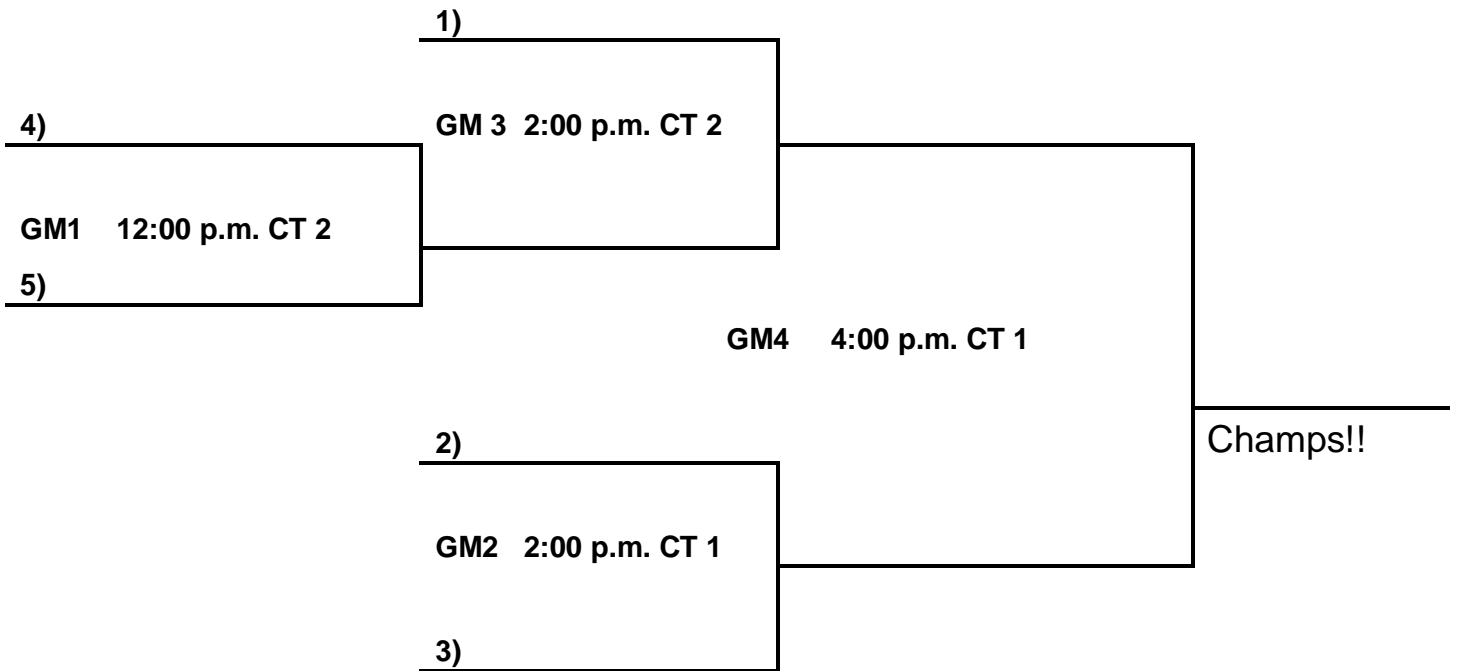 1)
4)
GM 3 2:00 p.m. CT 2
GM1 12:00 p.m. CT 2
5)
GM4 4:00 p.m. CT 1
2)
Champs!!
GM2 2:00 p.m. CT 1
3)